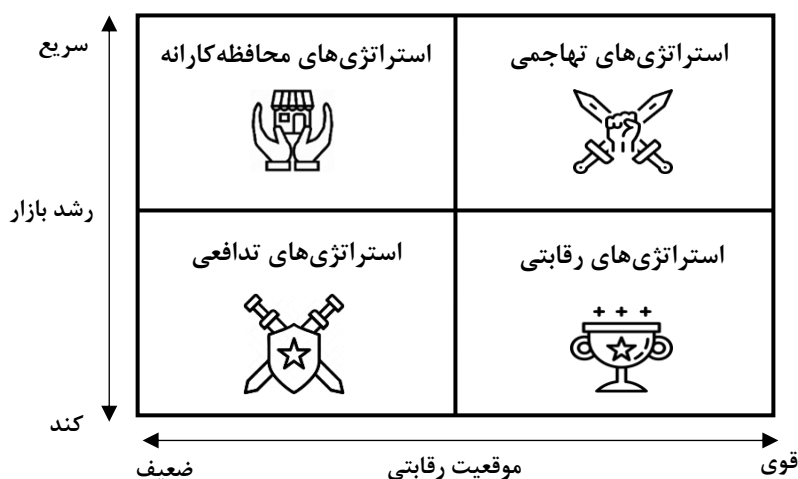 سریع
استراتژی‌های تهاجمی
استراتژی‌های محافظه‌کارانه
رشد بازار
استراتژی‌های رقابتی
استراتژی‌های تدافعی
کند
قوی
موقعیت رقابتی
ضعیف